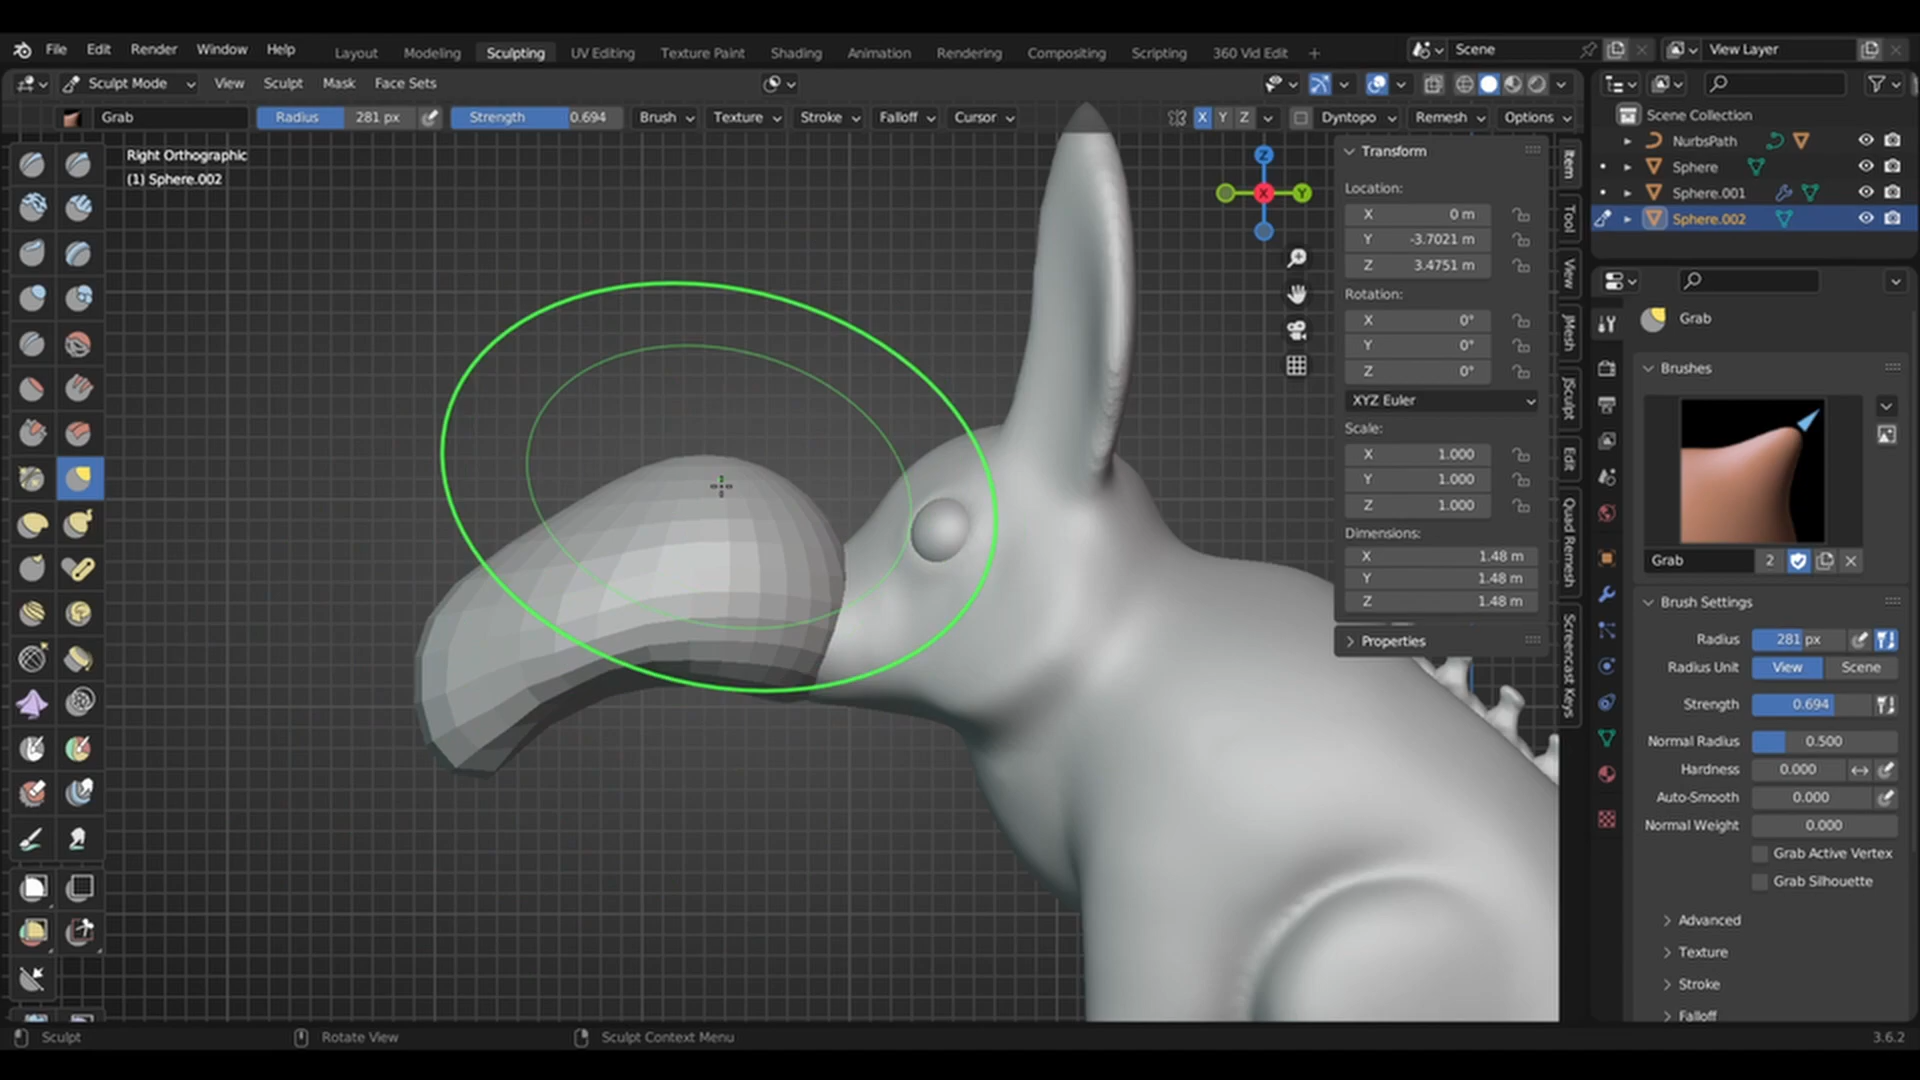 File Edit Render Window Help Layout Modeling Sculpting UV Editing Texture Paint Shading Animation Rendering Compositing Scripting 360 Vid Edit + Scene View Layer
Sculpt Mode View Sculpt Mask Face Sets
Grab Radius 281 px Strength 0.694 Brush Texture Stroke Falloff Cursor X Y Z Dyntopo Remesh Options
Right Orthographic
(1) Sphere.002
Z
X
Y
Transform
Location:
X 0 m
Y -3.7021 m
Z 3.4751 m
Rotation:
X 0°
Y 0°
Z 0°
XYZ Euler
Scale:
X 1.000
Y 1.000
Z 1.000
Dimensions:
X 1.48 m
Y 1.48 m
Z 1.48 m
Properties
Item
Tool
View
JMesh
JSculpt
Edit
Quad Remesh
Screencast Keys
Scene Collection
NurbsPath
Sphere
Sphere.001
Sphere.002
Grab
Brushes
Grab 2
Brush Settings
Radius 281 px
Radius Unit View Scene
Strength 0.694
Normal Radius 0.500
Hardness 0.000
Auto-Smooth 0.000
Normal Weight 0.000
Grab Active Vertex
Grab Silhouette
Advanced
Texture
Stroke
Falloff
Sculpt Rotate View Sculpt Context Menu 3.6.2